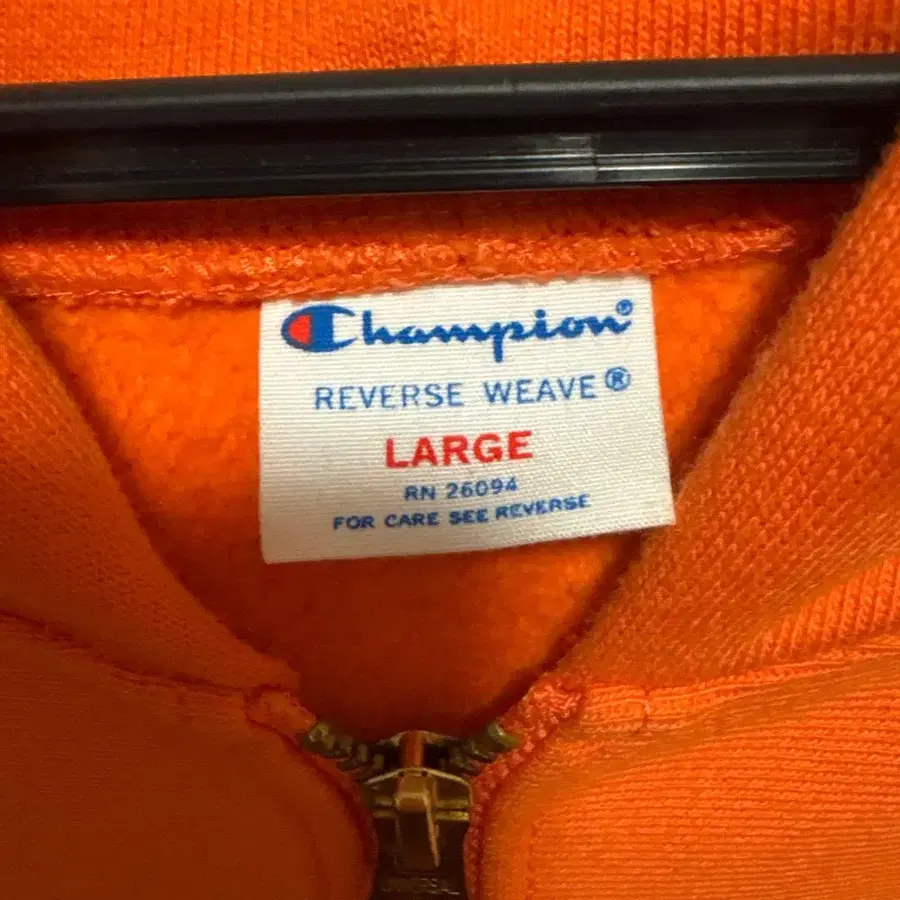 Champion®
REVERSE WEAVE®
LARGE
RN 26094
FOR CARE SEE REVERSE